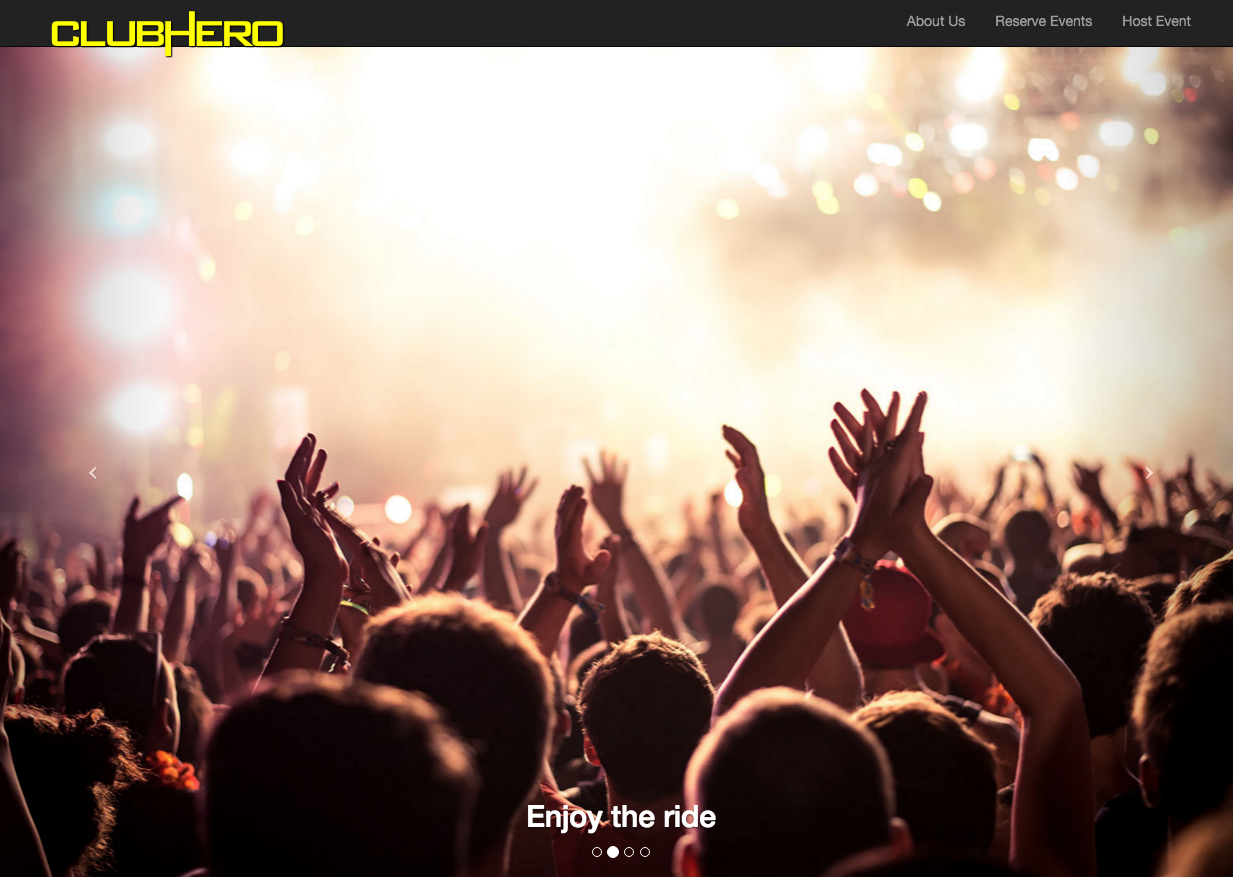 CLUBHERO
About Us Reserve Events Host Event
Enjoy the ride